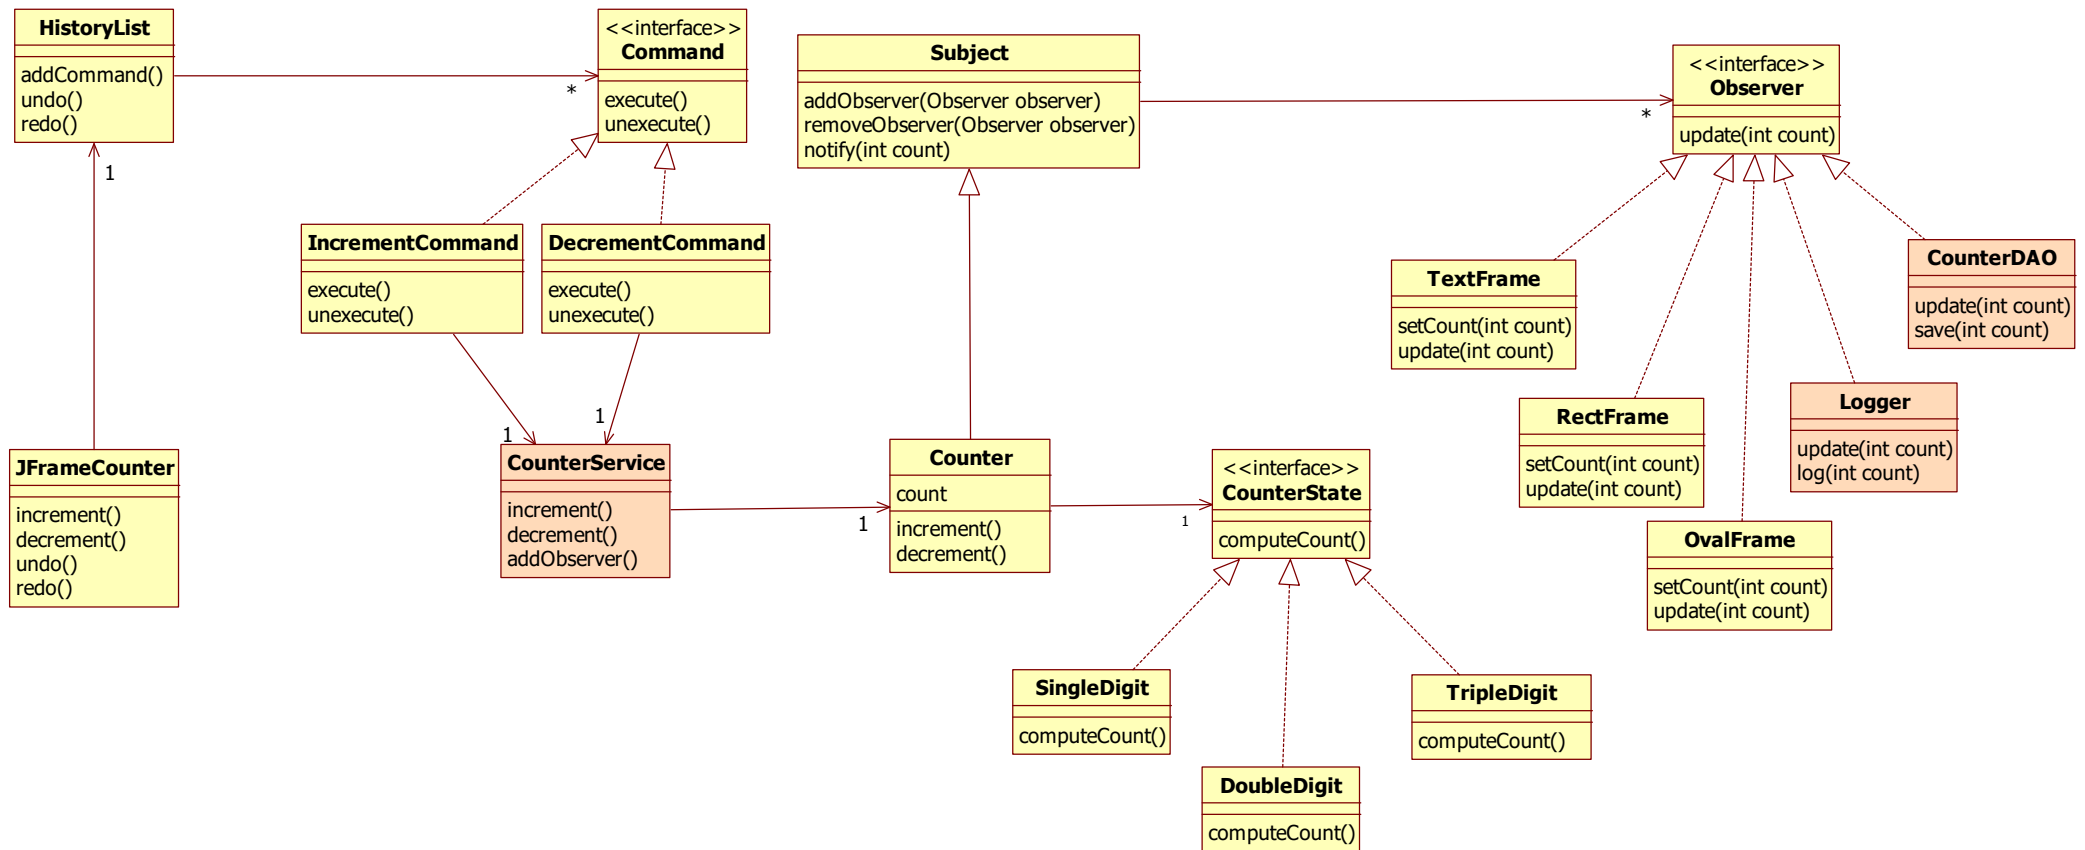 HistoryList
addCommand()
undo()
redo()
1
<<interface>>
Command
execute()
unexecute()
*
Subject
addObserver(Observer observer)
removeObserver(Observer observer)
notify(int count)
<<interface>>
Observer
update(int count)
*
IncrementCommand
execute()
unexecute()
DecrementCommand
execute()
unexecute()
TextFrame
setCount(int count)
update(int count)
CounterDAO
update(int count)
save(int count)
RectFrame
setCount(int count)
update(int count)
Logger
update(int count)
log(int count)
OvalFrame
setCount(int count)
update(int count)
JFrameCounter
increment()
decrement()
undo()
redo()
1
1
CounterService
increment()
decrement()
addObserver()
1
Counter
count
increment()
decrement()
1
<<interface>>
CounterState
computeCount()
SingleDigit
computeCount()
TripleDigit
computeCount()
DoubleDigit
computeCount()